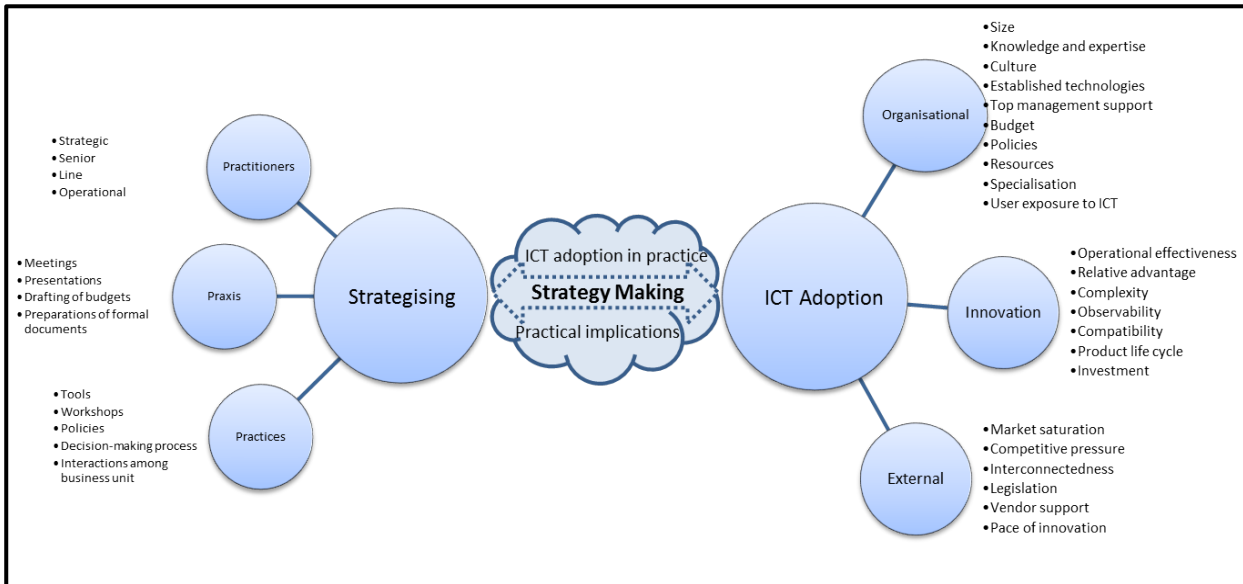 • Strategic
• Senior
• Line
• Operational
Practitioners
• Meetings
• Presentations
• Drafting of budgets
• Preparations of formal
documents
Praxis
• Tools
• Workshops
• Policies
• Decision-making process
• Interactions among
business unit
Practices
Strategising
ICT adoption in practice
Strategy Making
Practical implications
ICT Adoption
Organisational
• Size
• Knowledge and expertise
• Culture
• Established technologies
• Top management support
• Budget
• Policies
• Resources
• Specialisation
• User exposure to ICT
Innovation
• Operational effectiveness
• Relative advantage
• Complexity
• Observability
• Compatibility
• Product life cycle
• Investment
External
• Market saturation
• Competitive pressure
• Interconnectedness
• Legislation
• Vendor support
• Pace of innovation